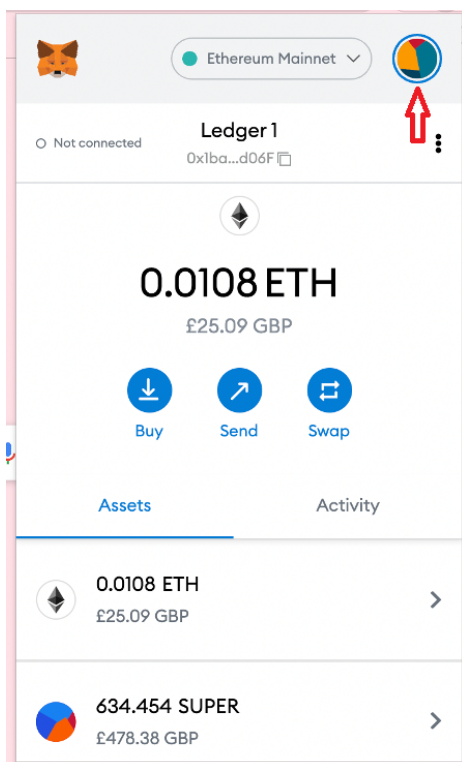 Ethereum Mainnet
Not connected
Ledger 1
0x1ba...d06F
0.0108 ETH
£25.09 GBP
Buy Send Swap
Assets Activity
0.0108 ETH
£25.09 GBP
634.454 SUPER
£478.38 GBP